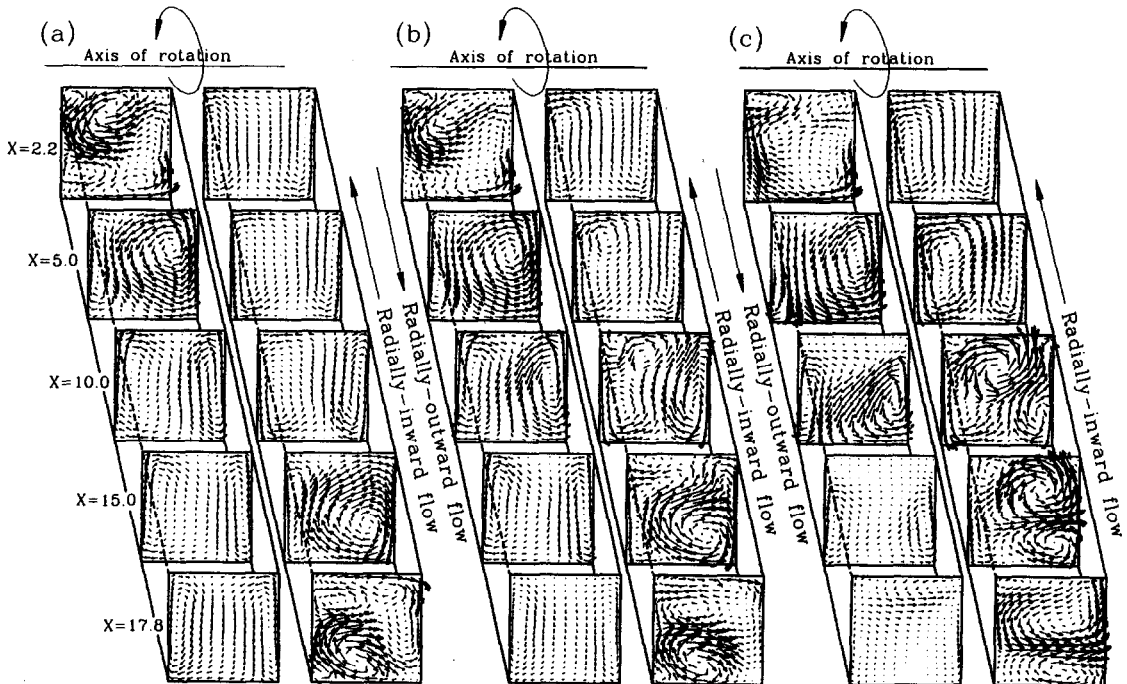 (a)
Axis of rotation
(b)
Axis of rotation
(c)
Axis of rotation
X=2.2
X=5.0
X=10.0
X=15.0
X=17.8
Radially-outward flow
Radially-inward flow
Radially-outward flow
Radially-inward flow
Radially-inward flow